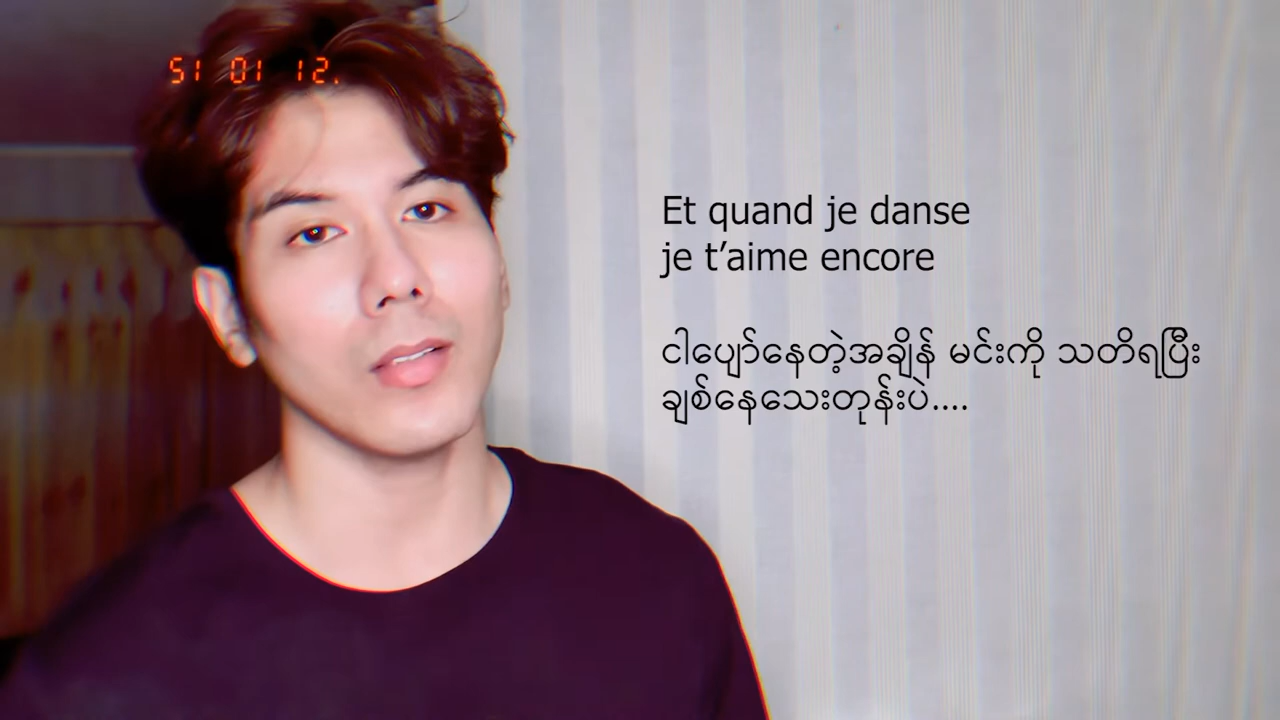 51 01 12.
Et quand je danse
je t’aime encore
ငါပျော်နေတဲ့အချိန် မင်းကို သတိရပြီး
ချစ်နေသေးတုန်းပဲ....